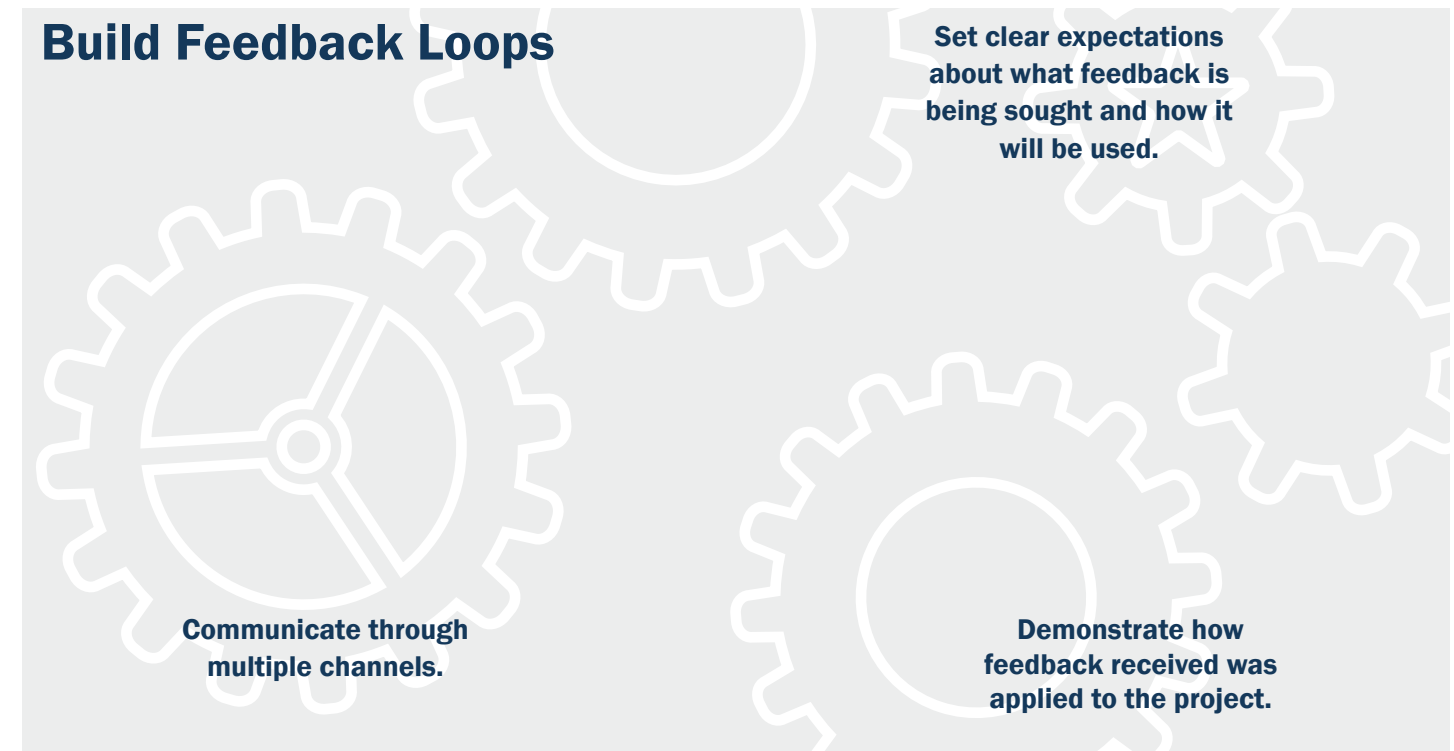 Build Feedback Loops
Set clear expectations
about what feedback is
being sought and how it
will be used.
Communicate through
multiple channels.
Demonstrate how
feedback received was
applied to the project.